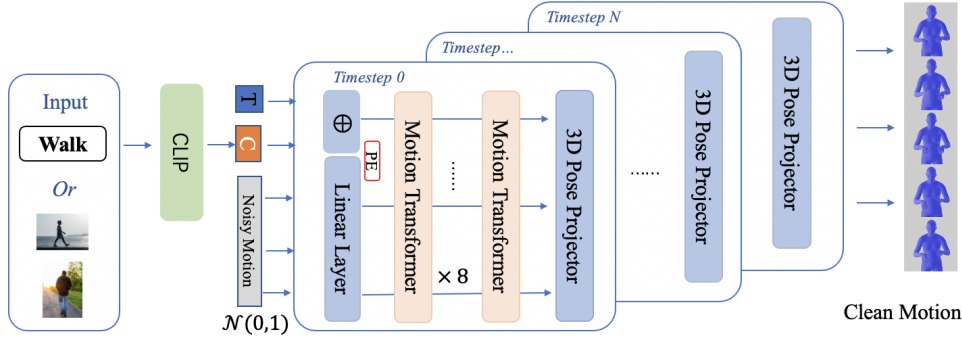 Input
Walk
Or
CLIP
T
C
Noisy Motion
𝒩(0,1)
Timestep 0
⊕
PE
Linear Layer
Motion Transformer
......
× 8
Motion Transformer
3D Pose Projector
Timestep...
3D Pose Projector
......
Timestep N
3D Pose Projector
Clean Motion